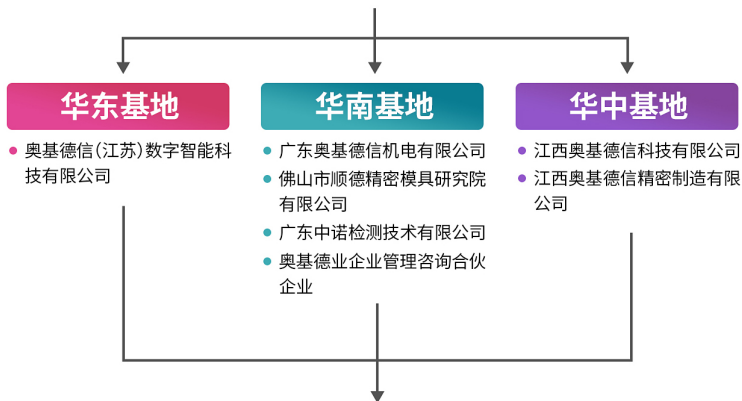 华东基地
奥基德信(江苏)数字智能科
技有限公司
华南基地
广东奥基德信机电有限公司
佛山市顺德精密模具研究院
有限公司
广东中诺检测技术有限公司
奥基德业企业管理咨询合伙
企业
华中基地
江西奥基德信科技有限公司
江西奥基德信精密制造有限
公司